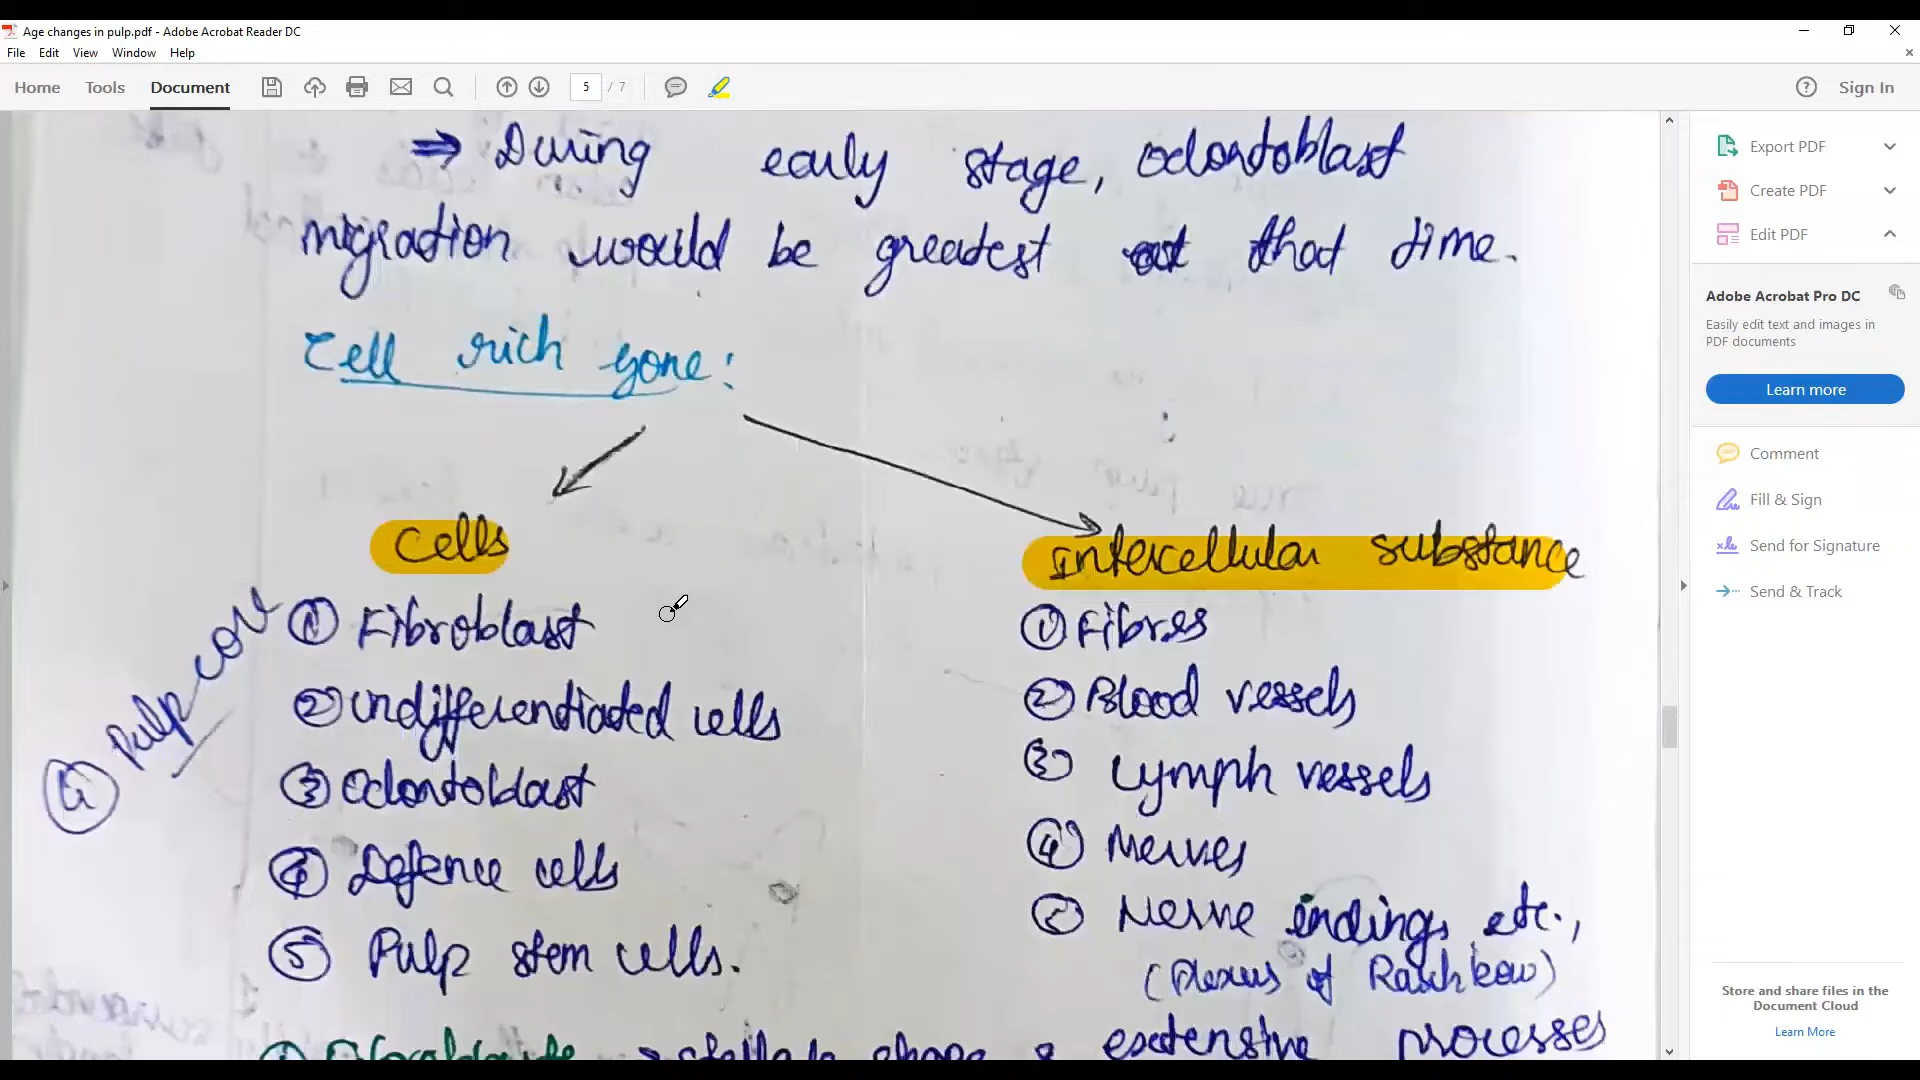 Age changes in pulp.pdf - Adobe Acrobat Reader DC
File Edit View Window Help
Home Tools Document 5 / 7 Sign In
⇒ During early stage, odontoblast
migration would be greatest at that time.
Cell rich zone:
Cells
Intercellular substance
① Fibroblast
② Undifferentiated cells
③ Odontoblast
④ Defence cells
⑤ Pulp stem cells.
① Fibres
② Blood vessels
③ Lymph vessels
④ Nerves
⑤ Nerve endings etc.,
(Plexus of Raschkow)
④ Pulp core
shape & extensive processes
Export PDF
Create PDF
Edit PDF
Adobe Acrobat Pro DC
Easily edit text and images in
PDF documents
Learn more
Comment
Fill & Sign
Send for Signature
Send & Track
Store and share files in the
Document Cloud
Learn More